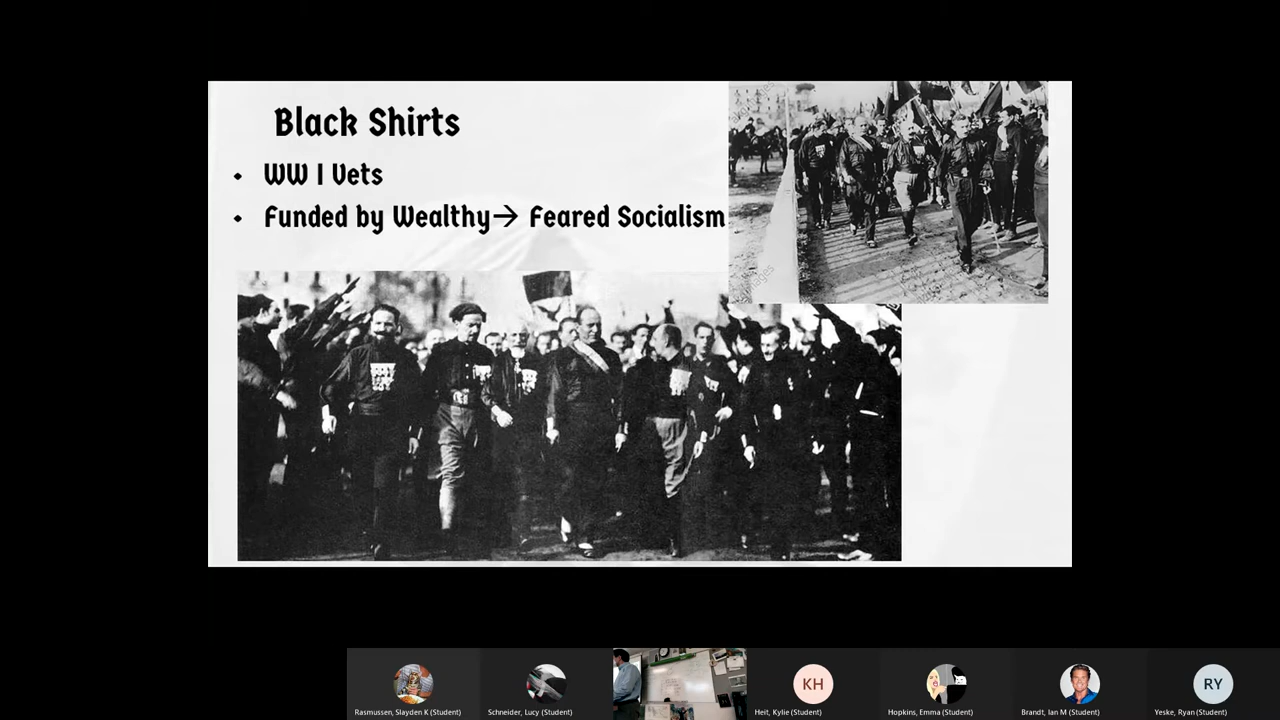 Black Shirts
• WW I Vets
• Funded by Wealthy→ Feared Socialism
KH
RY
Rasmussen, Slayden K (Student)
Schneider, Lucy (Student)
Heit, Kylie (Student)
Hopkins, Emma (Student)
Brandt, Ian M (Student)
Yeske, Ryan (Student)